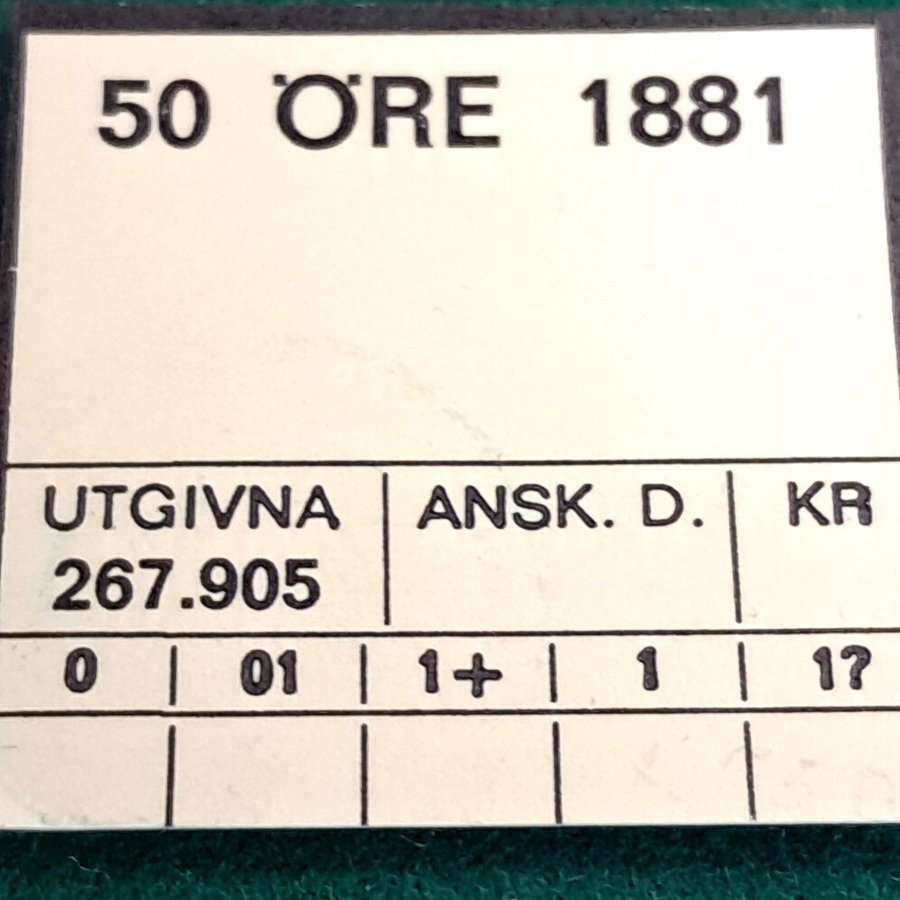 50 ÖRE 1881
UTGIVNA ANSK. D. KR
267.905
0 01 1+ 1 1?